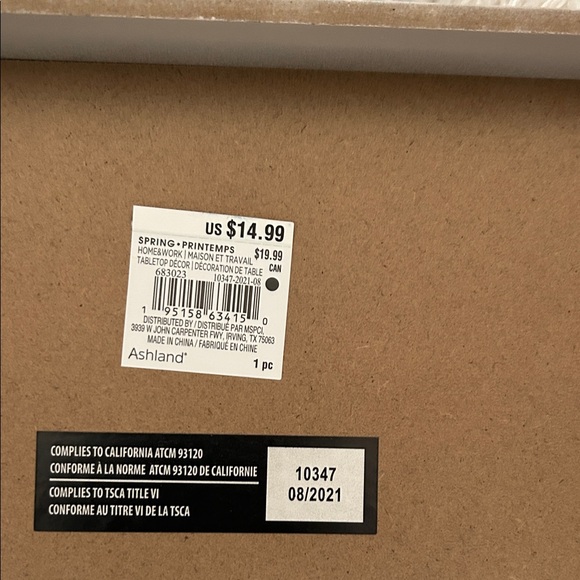 US $14.99
SPRING • PRINTEMPS $19.99
HOME&WORK | MAISON ET TRAVAIL CAN
TABLETOP DÉCOR | DÉCORATION DE TABLE
683023 10347-2021-08
1 95158 63415 0
DISTRIBUTED BY / DISTRIBUÉ PAR MSPCI,
3939 W JOHN CARPENTER FWY, IRVING, TX 75063
MADE IN CHINA / FABRIQUÉ EN CHINE
Ashland® 1 pc
COMPLIES TO CALIFORNIA ATCM 93120
CONFORME À LA NORME ATCM 93120 DE CALIFORNIE
COMPLIES TO TSCA TITLE VI
CONFORME AU TITRE VI DE LA TSCA
10347
08/2021